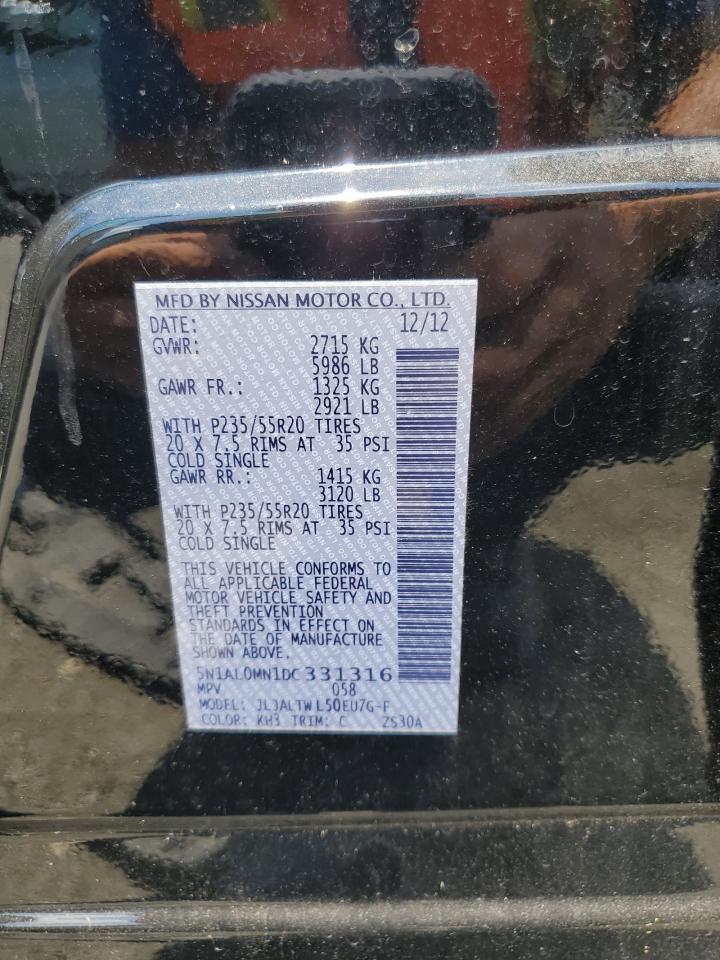 MFD BY NISSAN MOTOR CO., LTD.
DATE: 12/12
GVWR: 2715 KG
5986 LB
GAWR FR.: 1325 KG
2921 LB
WITH P235/55R20 TIRES
20 X 7.5 RIMS AT 35 PSI
COLD SINGLE
GAWR RR.: 1415 KG
3120 LB
WITH P235/55R20 TIRES
20 X 7.5 RIMS AT 35 PSI
COLD SINGLE
THIS VEHICLE CONFORMS TO
ALL APPLICABLE FEDERAL
MOTOR VEHICLE SAFETY AND
THEFT PREVENTION
STANDARDS IN EFFECT ON
THE DATE OF MANUFACTURE
SHOWN ABOVE.
5N1AL0MN1DC331316
MPV 058
MODEL: JLJALTWL50EU7G-F
COLOR: KH3 TRIM: C 2S30A